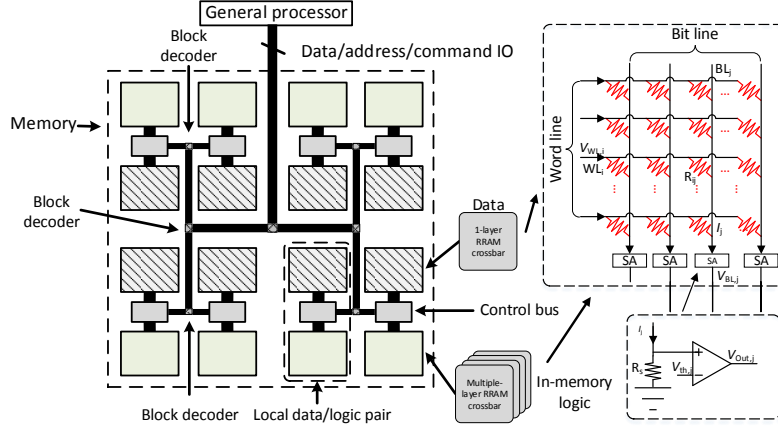 General processor
Block
decoder
Data/address/command IO
Memory
Block
decoder
Block decoder
Local data/logic pair
Control bus
Data
1-layer
RRAM
crossbar
Multiple-
layer RRAM
crossbar
In-memory
logic
Bit line
BLj
Word line
VWL,i
WLi
Rij
...
...
...
...
...
...
...
...
Ij
SA
SA
SA
SA
VBL,j
Ij
Rs
Vth,j
+
-
VOut,j